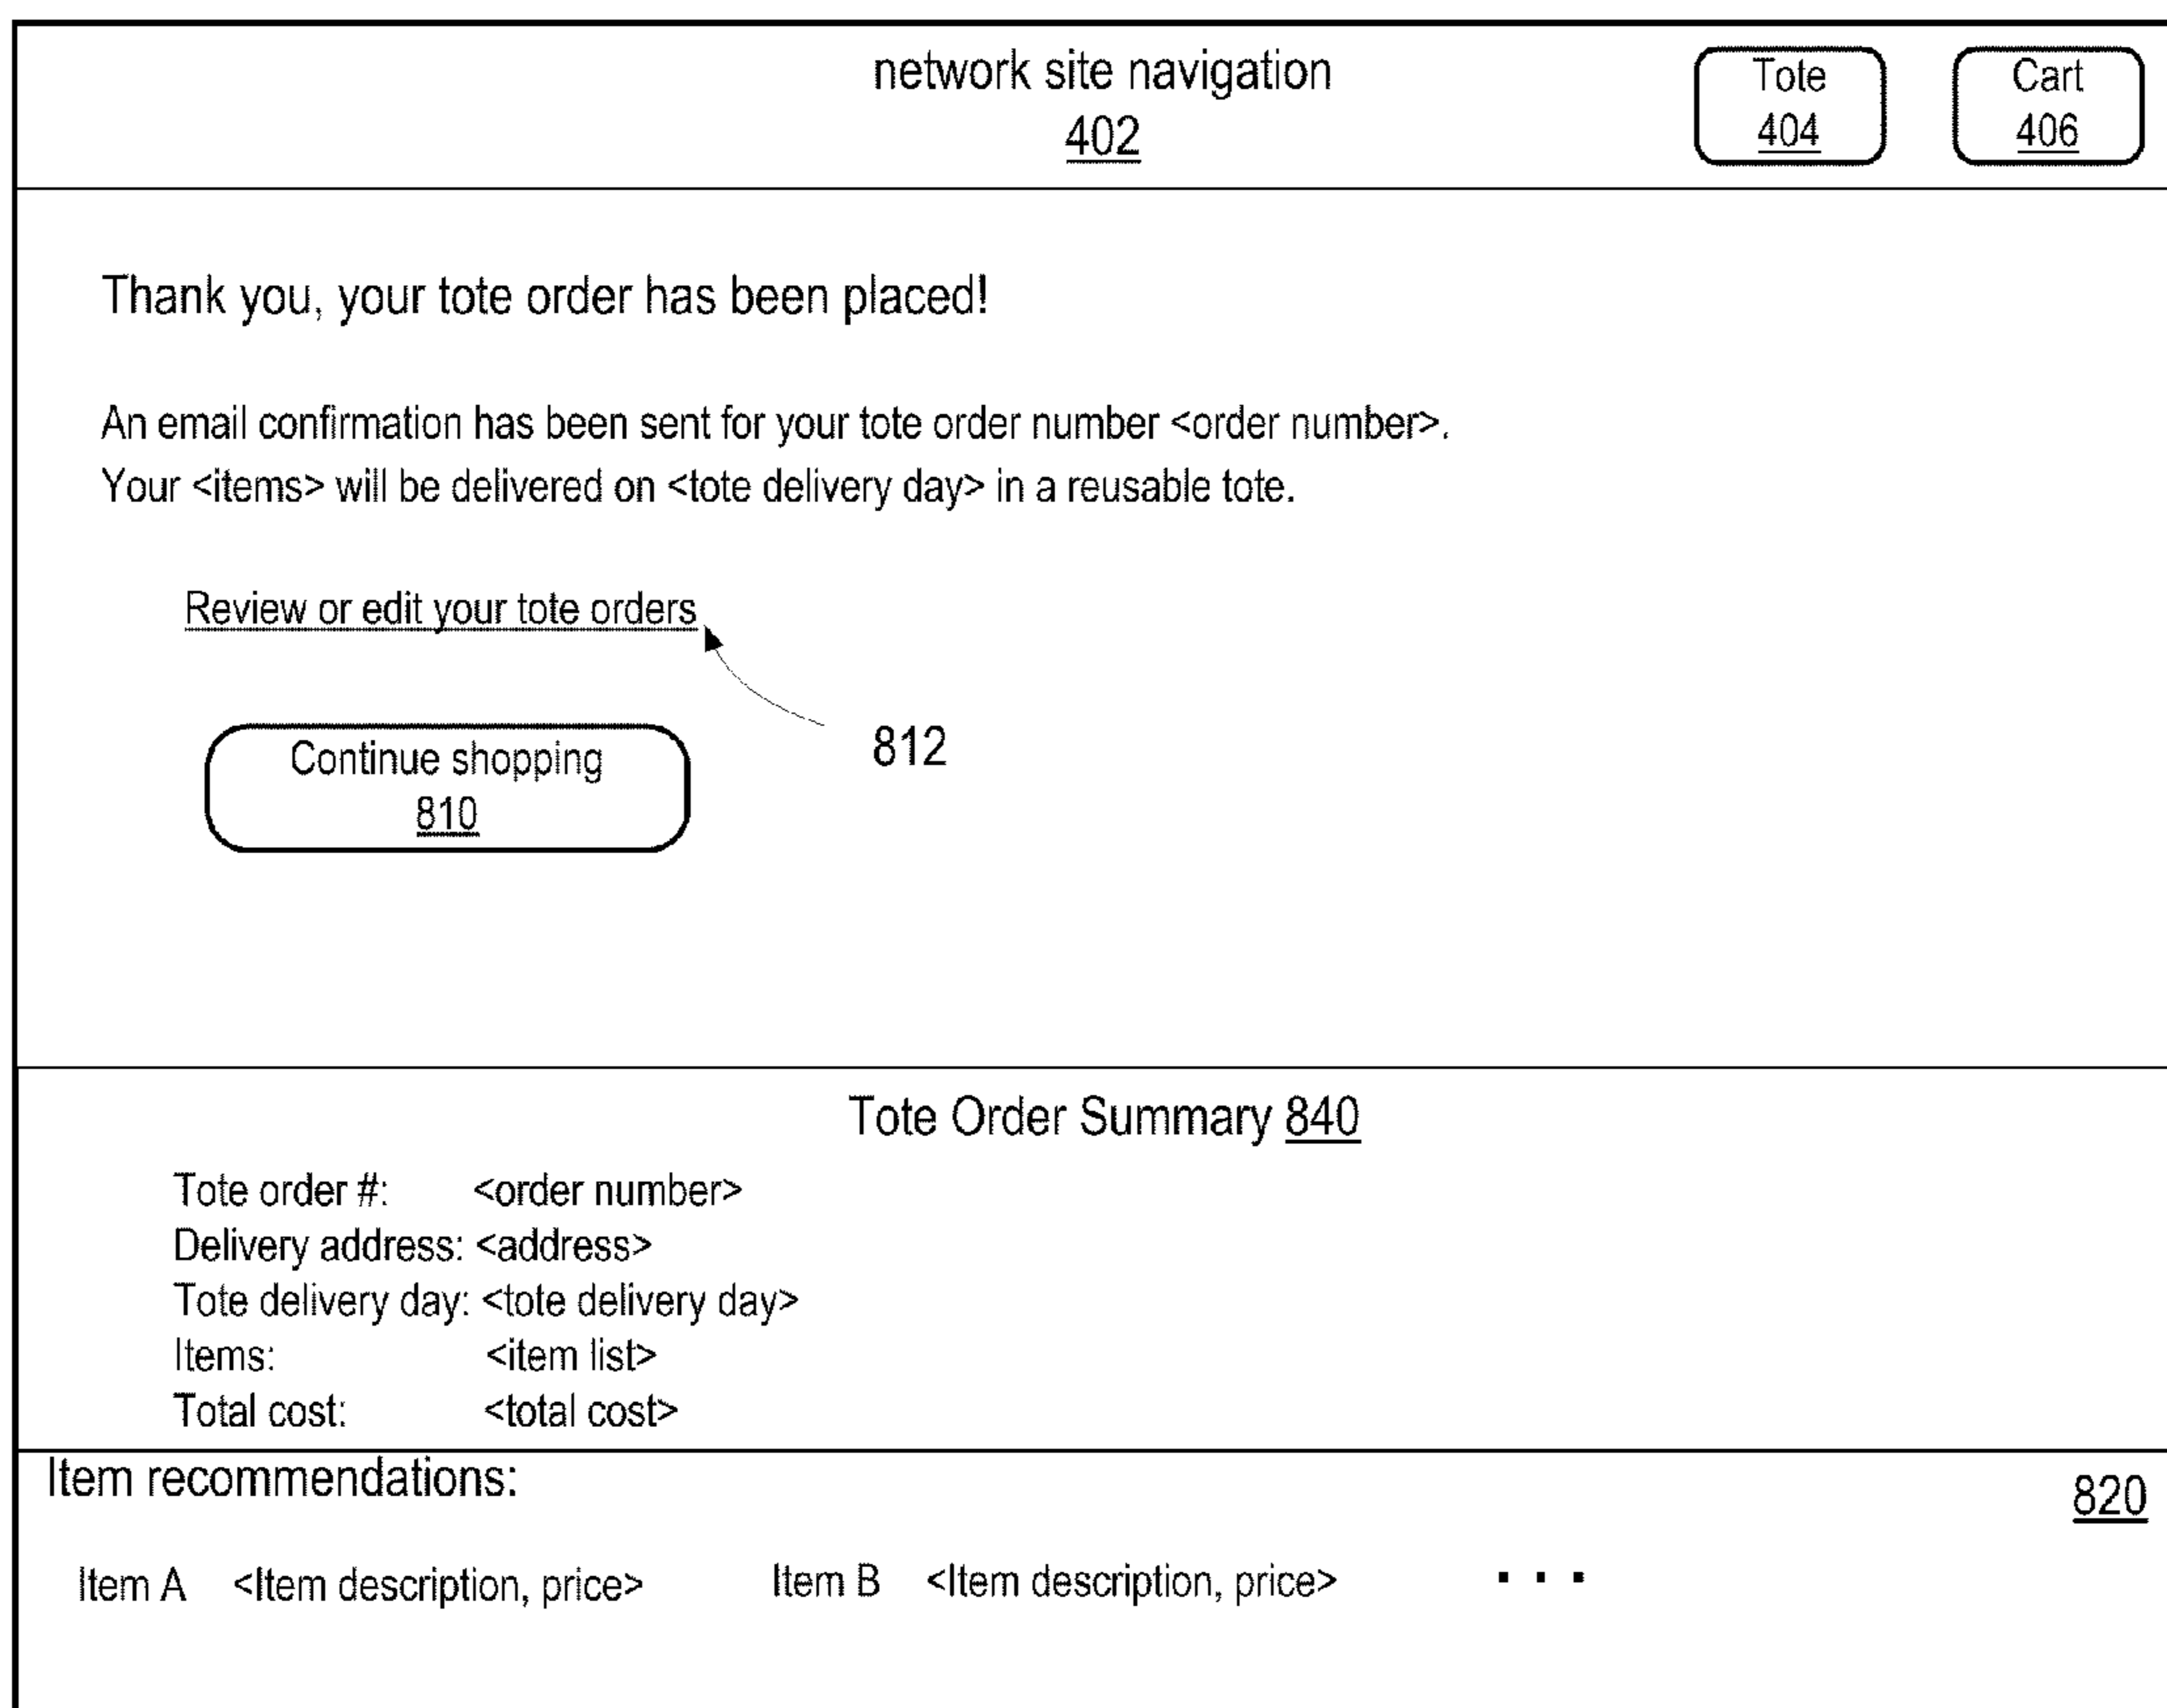 network site navigation
402
Tote
404
Cart
406
Thank you, your tote order has been placed!
An email confirmation has been sent for your tote order number <order number>.
Your <items> will be delivered on <tote delivery day> in a reusable tote.
Review or edit your tote orders
812
Continue shopping
810
Tote Order Summary 840
Tote order #: <order number>
Delivery address: <address>
Tote delivery day: <tote delivery day>
Items: <item list>
Total cost: <total cost>
Item recommendations:
820
Item A <Item description, price> Item B <Item description, price> . . .